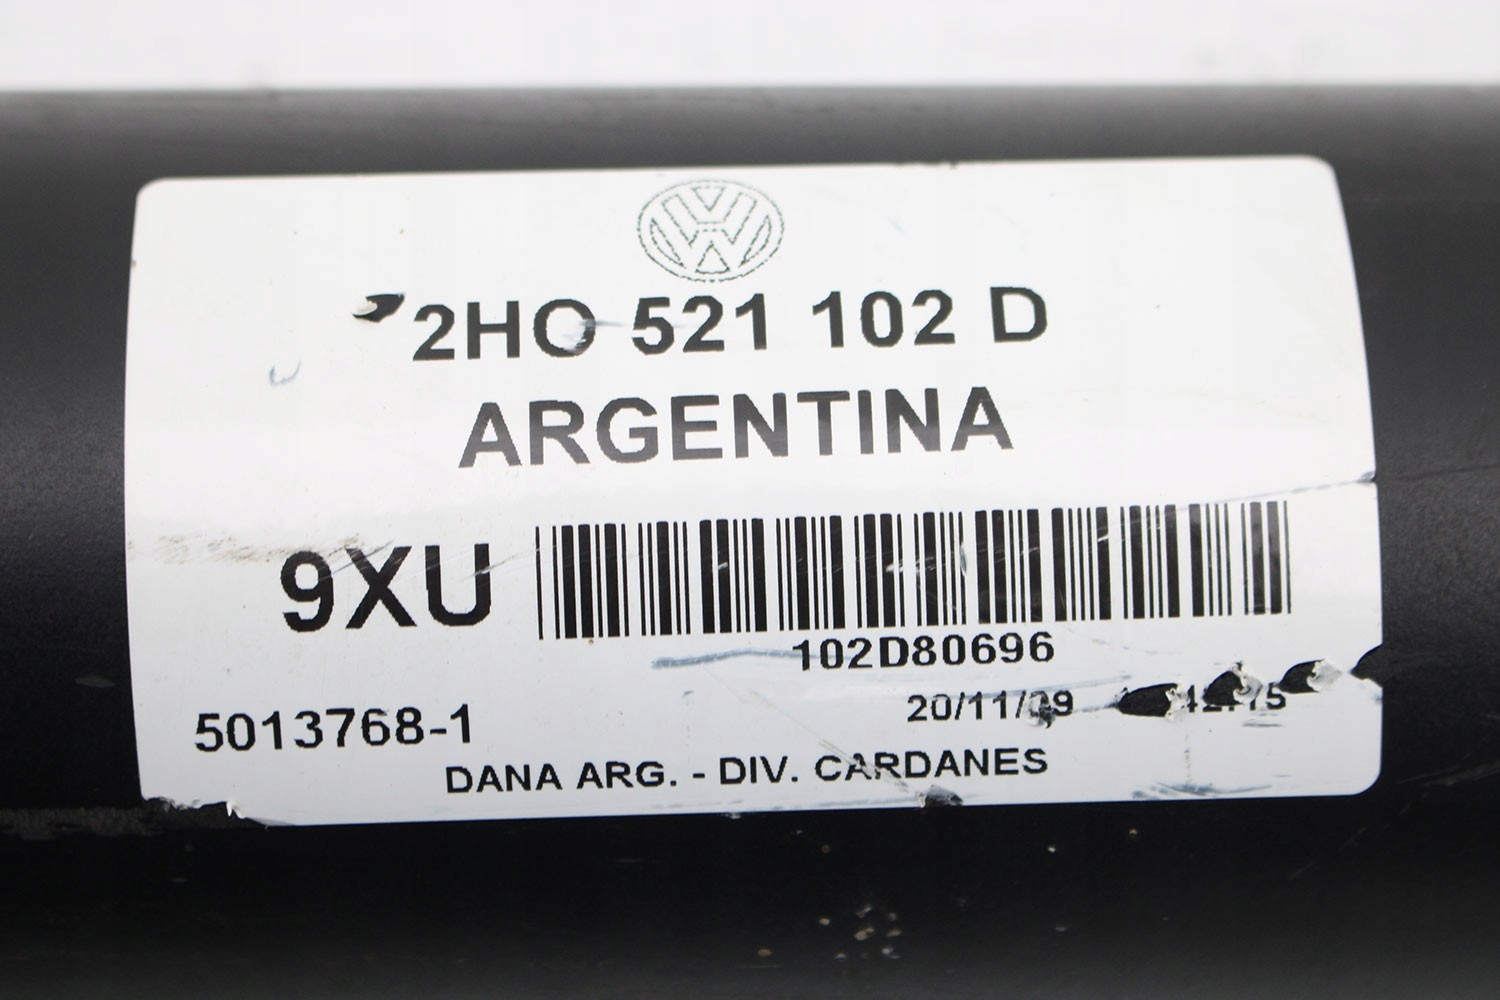 2HO 521 102 D
ARGENTINA
9XU
102D80696
5013768-1
DANA ARG. - DIV. CARDANES